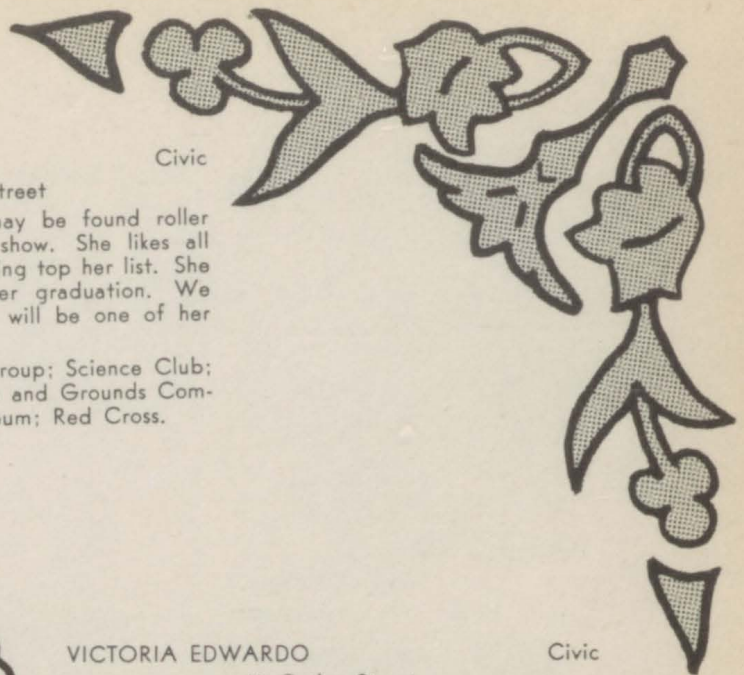 Civic
treet
ay be found roller
show. She likes all
ng top her list. She
er graduation. We
will be one of her
roup; Science Club;
and Grounds Com-
um; Red Cross.
VICTORIA EDWARDO Civic